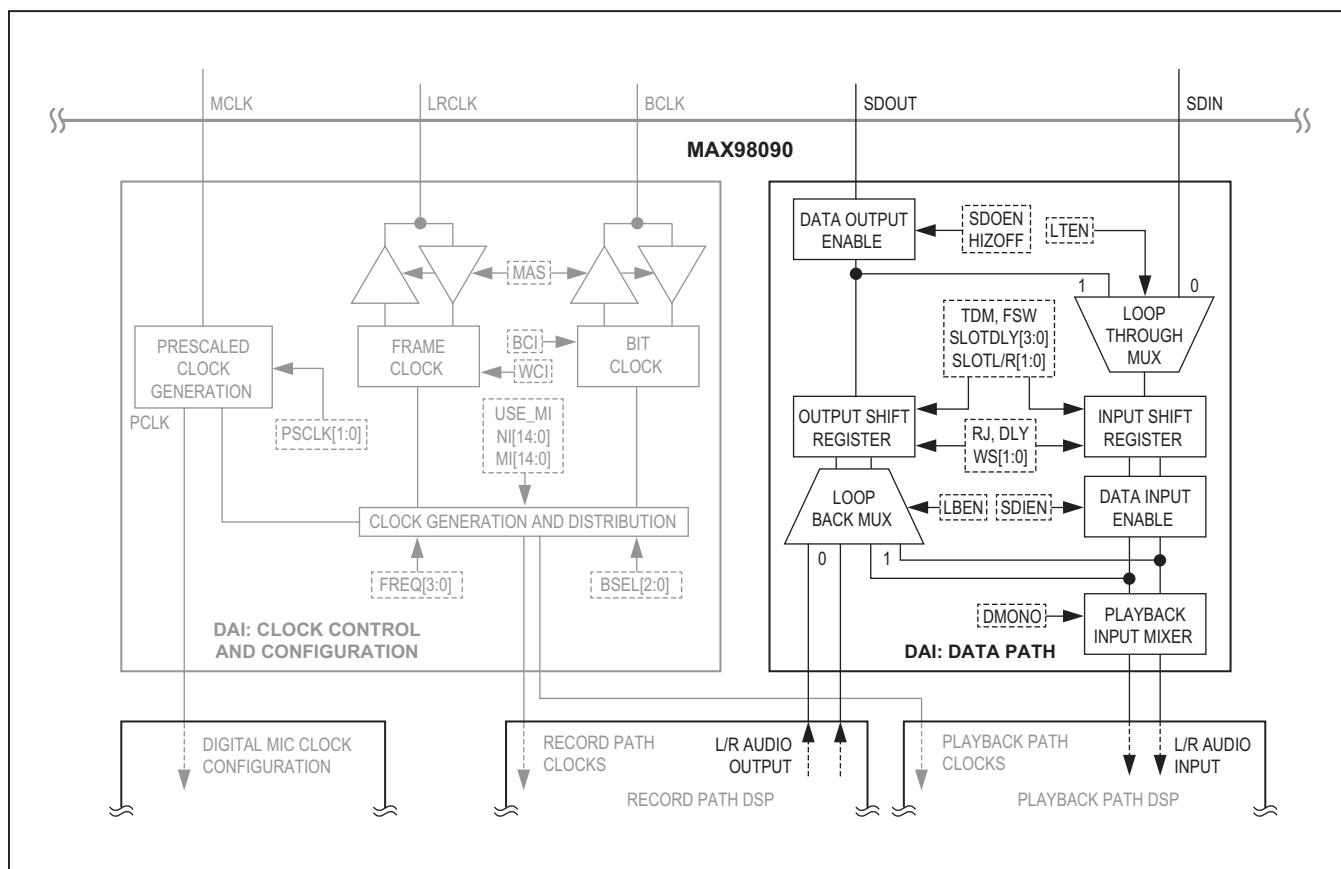 MCLK
LRCLK
BCLK
SDOUT
SDIN
MAX98090
DATA OUTPUT
ENABLE
SDOEN
HIZOFF
LTEN
MAS
1
0
LOOP
THROUGH
MUX
TDM, FSW
SLOTDLY[3:0]
SLOTL/R[1:0]
PRESCALED
CLOCK
GENERATION
FRAME
CLOCK
BCI
WCI
BIT
CLOCK
PCLK
PSCLK[1:0]
USE_MI
NI[14:0]
MI[14:0]
OUTPUT SHIFT
REGISTER
RJ, DLY
WS[1:0]
INPUT SHIFT
REGISTER
LOOP
BACK MUX
LBEN
SDIEN
DATA INPUT
ENABLE
CLOCK GENERATION AND DISTRIBUTION
0
1
FREQ[3:0]
BSEL[2:0]
DMONO
PLAYBACK
INPUT MIXER
DAI: CLOCK CONTROL
AND CONFIGURATION
DAI: DATA PATH
DIGITAL MIC CLOCK
CONFIGURATION
RECORD PATH
CLOCKS
L/R AUDIO
OUTPUT
RECORD PATH DSP
PLAYBACK PATH
CLOCKS
L/R AUDIO
INPUT
PLAYBACK PATH DSP